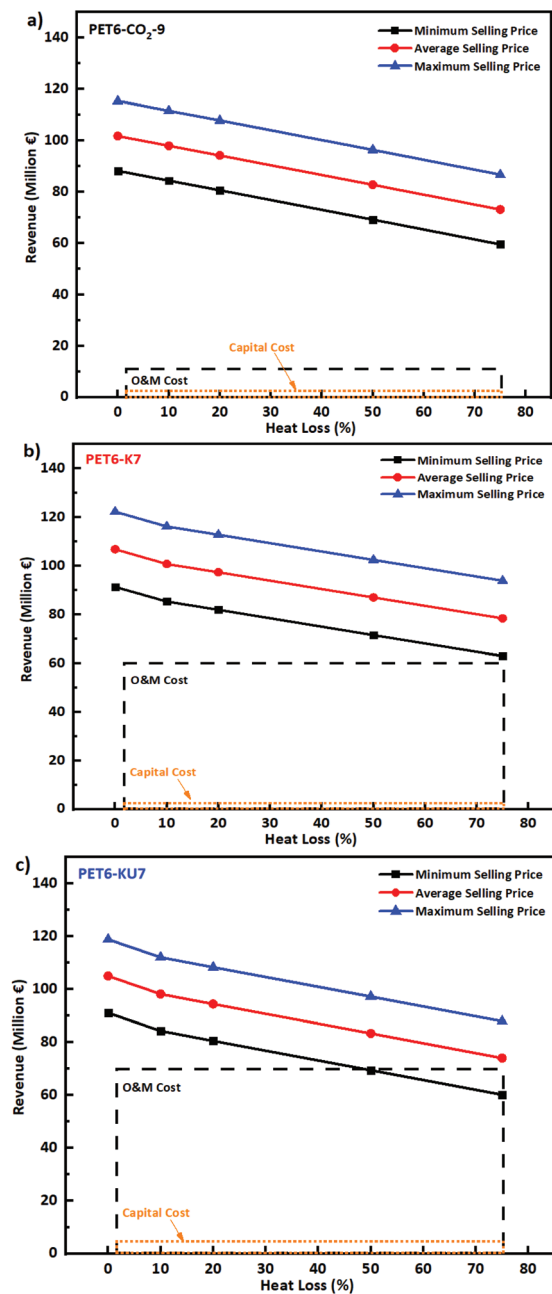 a)
PET6-CO₂-9
Minimum Selling Price
Average Selling Price
Maximum Selling Price
Revenue (Million €)
140
120
100
80
60
40
20
0
Capital Cost
O&M Cost
0 10 20 30 40 50 60 70 80
Heat Loss (%)
b)
PET6-K7
Minimum Selling Price
Average Selling Price
Maximum Selling Price
Revenue (Million €)
140
120
100
80
60
40
20
0
O&M Cost
Capital Cost
0 10 20 30 40 50 60 70 80
Heat Loss (%)
c)
PET6-KU7
Minimum Selling Price
Average Selling Price
Maximum Selling Price
Revenue (Million €)
140
120
100
80
60
40
20
0
O&M Cost
Capital Cost
0 10 20 30 40 50 60 70 80
Heat Loss (%)